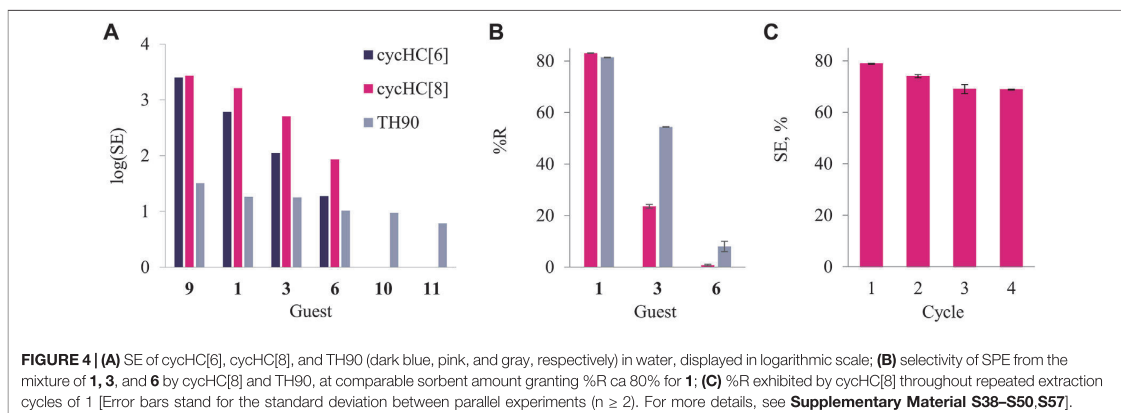 A
4
3
2
1
0
log(SE)
cycHC[6]
cycHC[8]
TH90
9 1 3 6 10 11
Guest
B
80
60
40
20
0
%R
1 3 6
Guest
C
80
60
40
20
0
SE, %
1 2 3 4
Cycle
FIGURE 4 | (A) SE of cycHC[6], cycHC[8], and TH90 (dark blue, pink, and gray, respectively) in water, displayed in logarithmic scale; (B) selectivity of SPE from the
mixture of 1, 3, and 6 by cycHC[8] and TH90, at comparable sorbent amount granting %R ca 80% for 1; (C) %R exhibited by cycHC[8] throughout repeated extraction
cycles of 1 [Error bars stand for the standard deviation between parallel experiments (n ≥ 2). For more details, see Supplementary Material S38–S50,S57].